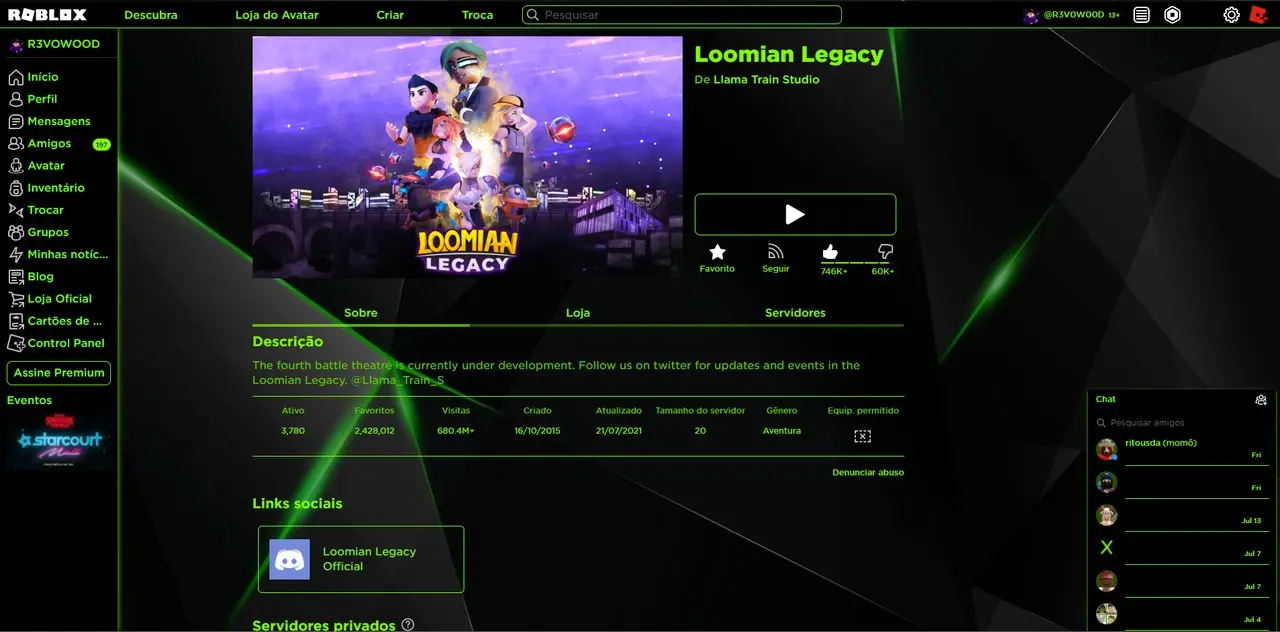 ROBLOX
Descubra
Loja do Avatar
Criar
Troca
Pesquisar
@R3VOWOOD 13+
R3VOWOOD
Início
Perfil
Mensagens
Amigos
197
Avatar
Inventário
Trocar
Grupos
Minhas notíc...
Blog
Loja Oficial
Cartões de ...
Control Panel
Assine Premium
Eventos
starcourt
LOOMIAN
LEGACY
Loomian Legacy
De Llama Train Studio
Favorito
Seguir
746K+
60K+
Sobre
Loja
Servidores
Descrição
The fourth battle theatre is currently under development. Follow us on twitter for updates and events in the
Loomian Legacy. @Llama_Train_S
Ativo
Favoritos
Visitas
Criado
Atualizado
Tamanho do servidor
Gênero
Equip. permitido
3,780
2,428,012
680.4M+
16/10/2015
21/07/2021
20
Aventura
Denunciar abuso
Links sociais
Loomian Legacy
Official
Servidores privados
Chat
Pesquisar amigos
ritousda (momô)
Fri
Fri
Jul 13
Jul 7
Jul 7
Jul 4